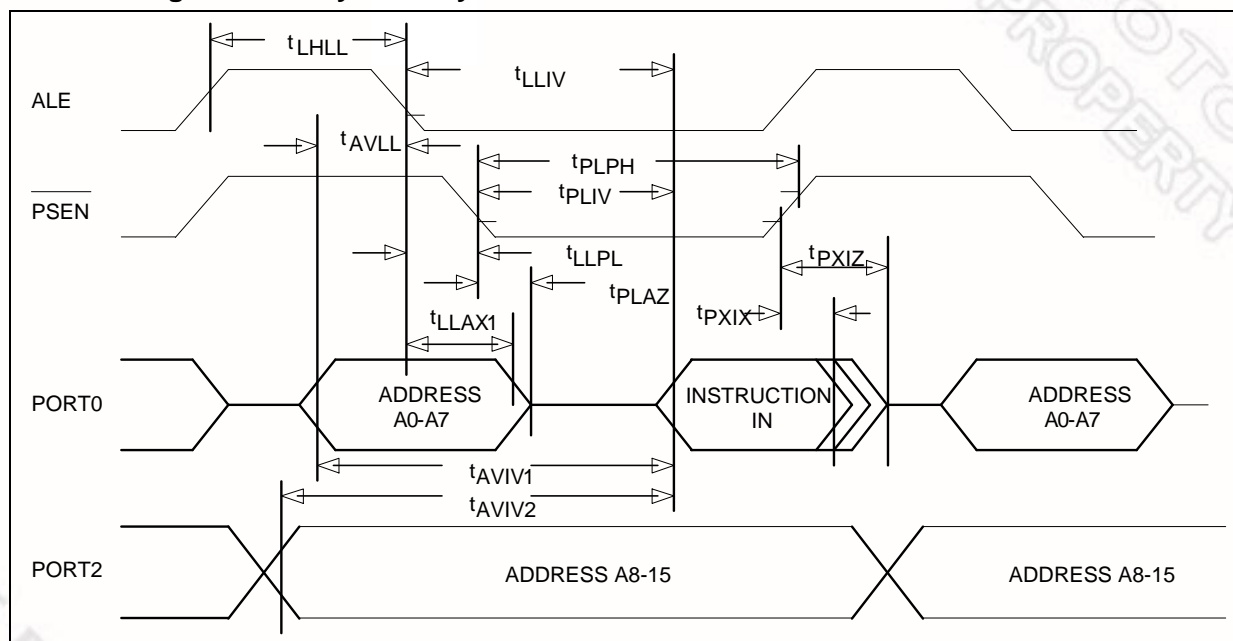 tLHLL
tLLIV
ALE
tAVLL
tPLPH
tPLIV
PSEN
tLLPL
tPXIZ
tPLAZ
tPXIX
tLLAX1
PORT0
ADDRESS
A0-A7
INSTRUCTION
IN
ADDRESS
A0-A7
tAVIV1
tAVIV2
PORT2
ADDRESS A8-15
ADDRESS A8-15
PROPERTY